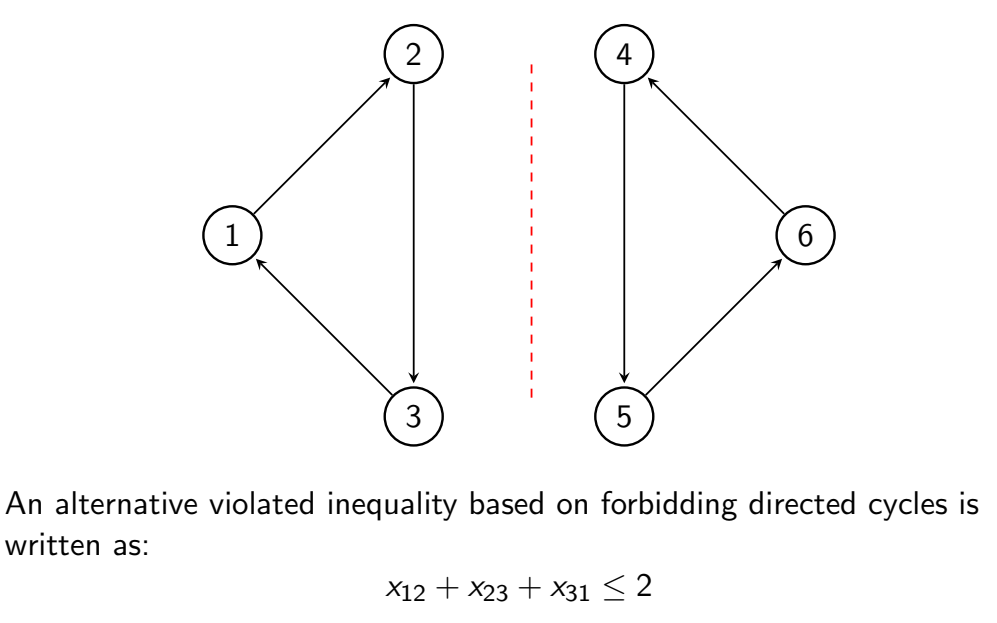 2
4
1
6
3
5
An alternative violated inequality based on forbidding directed cycles is
written as:
x₁₂ + x₂₃ + x₃₁ ≤ 2